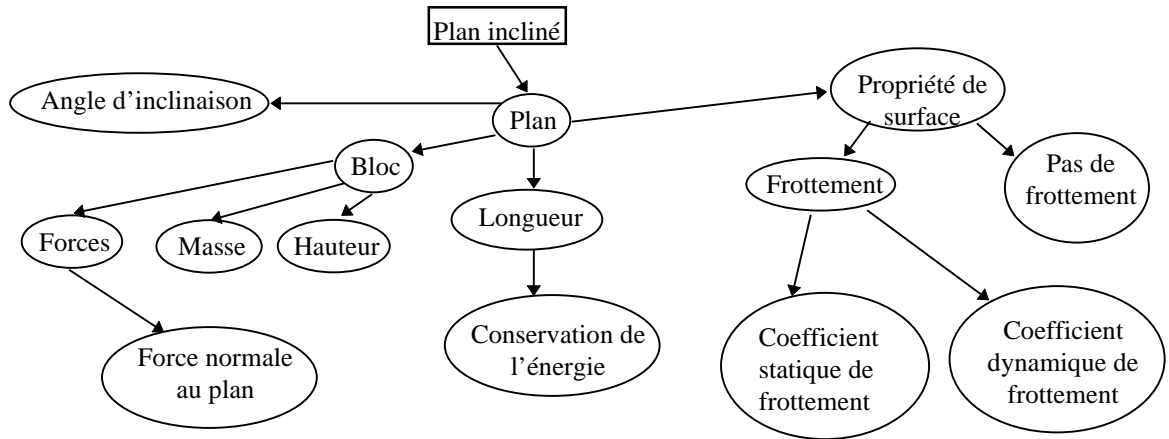 Plan incliné
Angle d’inclinaison
Plan
Propriété de
surface
Bloc
Frottement
Pas de
frottement
Forces
Masse
Hauteur
Longueur
Force normale
au plan
Conservation de
l’énergie
Coefficient
statique de
frottement
Coefficient
dynamique de
frottement